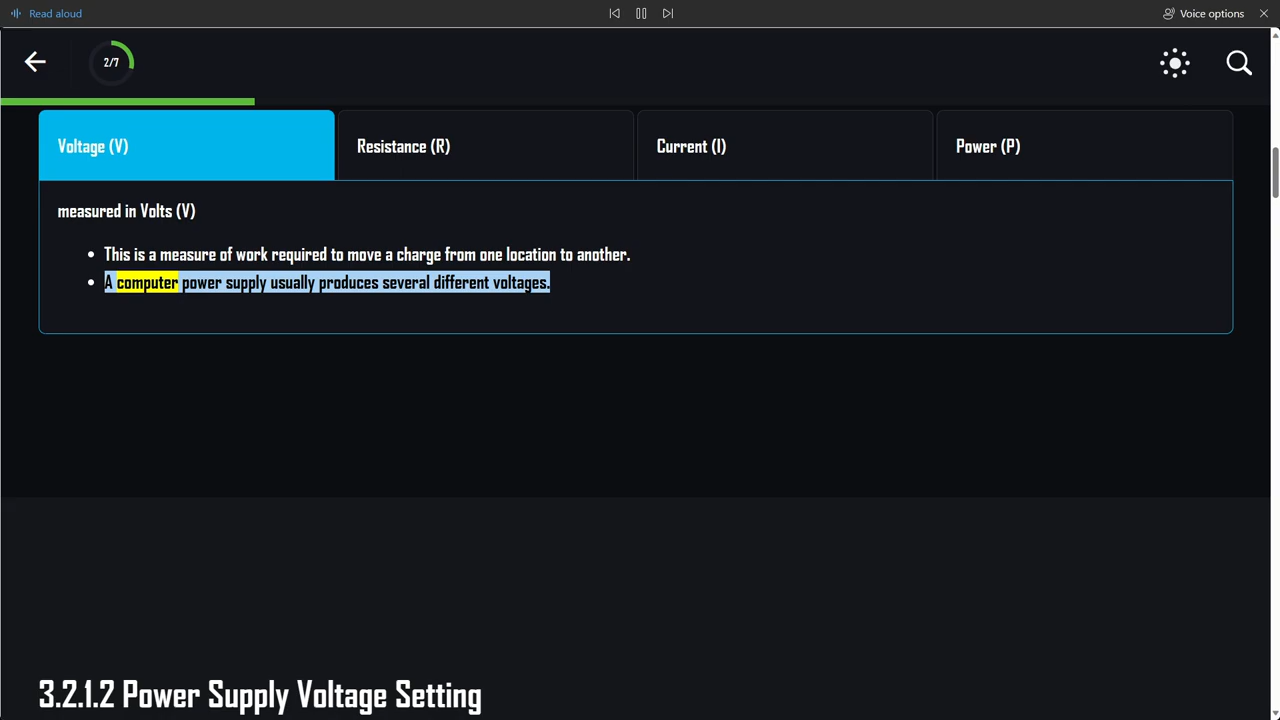 Read aloud
Voice options
2/7
Voltage (V)
Resistance (R)
Current (I)
Power (P)
measured in Volts (V)
• This is a measure of work required to move a charge from one location to another.
• A computer power supply usually produces several different voltages.
3.2.1.2 Power Supply Voltage Setting